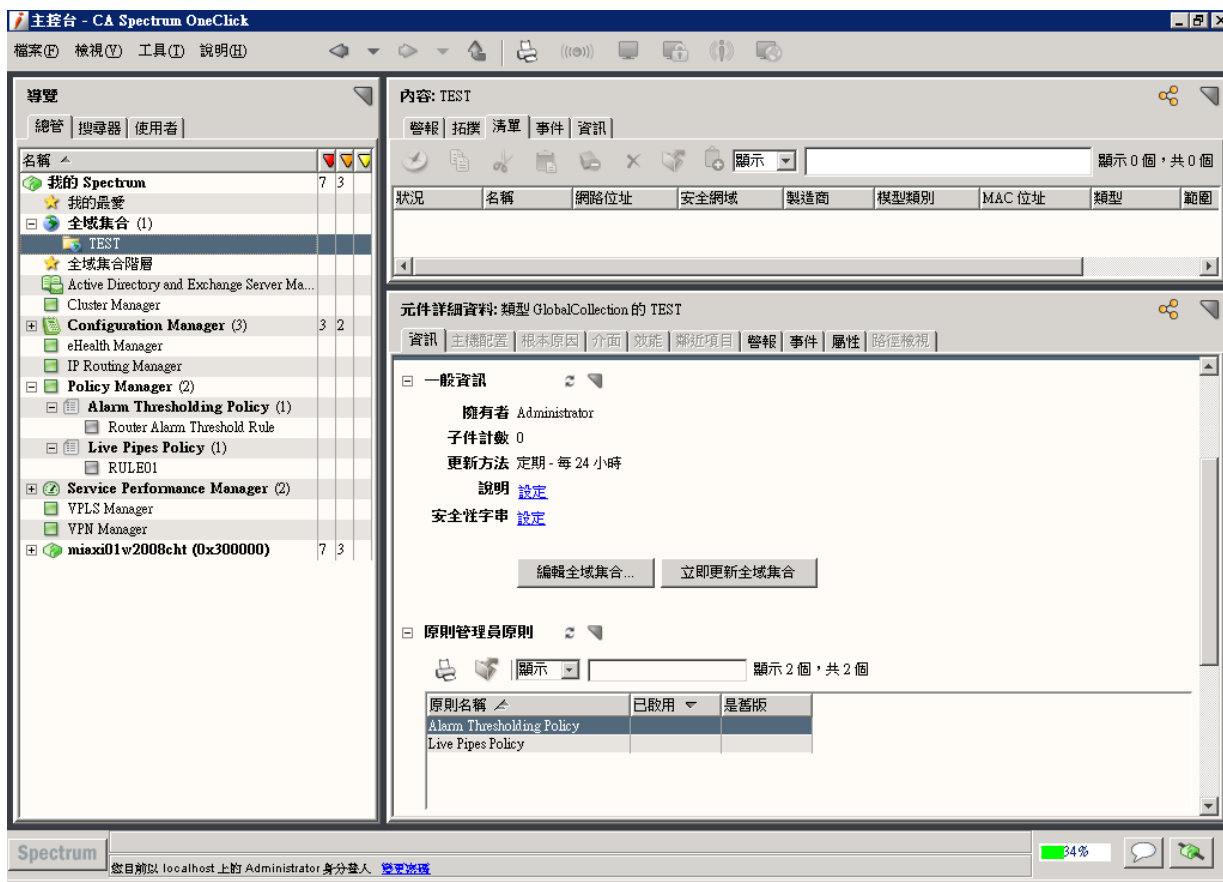 主控台 - CA Spectrum OneClick
檔案(F) 檢視(V) 工具(T) 說明(H)
導覽
總管 搜尋器 使用者
名稱
我的 Spectrum 7 3
我的最愛
全域集合 (1)
TEST
全域集合階層
Active Directory and Exchange Server Ma...
Cluster Manager
Configuration Manager (3) 3 2
eHealth Manager
IP Routing Manager
Policy Manager (2)
Alarm Thresholding Policy (1)
Router Alarm Threshold Rule
Live Pipes Policy (1)
RULE01
Service Performance Manager (2)
VPLS Manager
VPN Manager
miaxi01w2008cht (0x300000) 7 3
內容: TEST
警報 拓撲 清單 事件 資訊
顯示 顯示 0 個，共 0 個
狀況 名稱 網路位址 安全網域 製造商 模型類別 MAC 位址 類型 範圍
元件詳細資料: 類型 GlobalCollection 的 TEST
資訊 主機配置 根本原因 介面 效能 鄰近項目 警報 事件 屬性 路徑檢視
一般資訊
擁有者 Administrator
子件計數 0
更新方法 定期 - 每 24 小時
說明 設定
安全性字串 設定
編輯全域集合... 立即更新全域集合
原則管理員原則
顯示 顯示 2 個，共 2 個
原則名稱 已啟用 是舊版
Alarm Thresholding Policy
Live Pipes Policy
Spectrum
您目前以 localhost 上的 Administrator 身分登入 變更密碼
34%